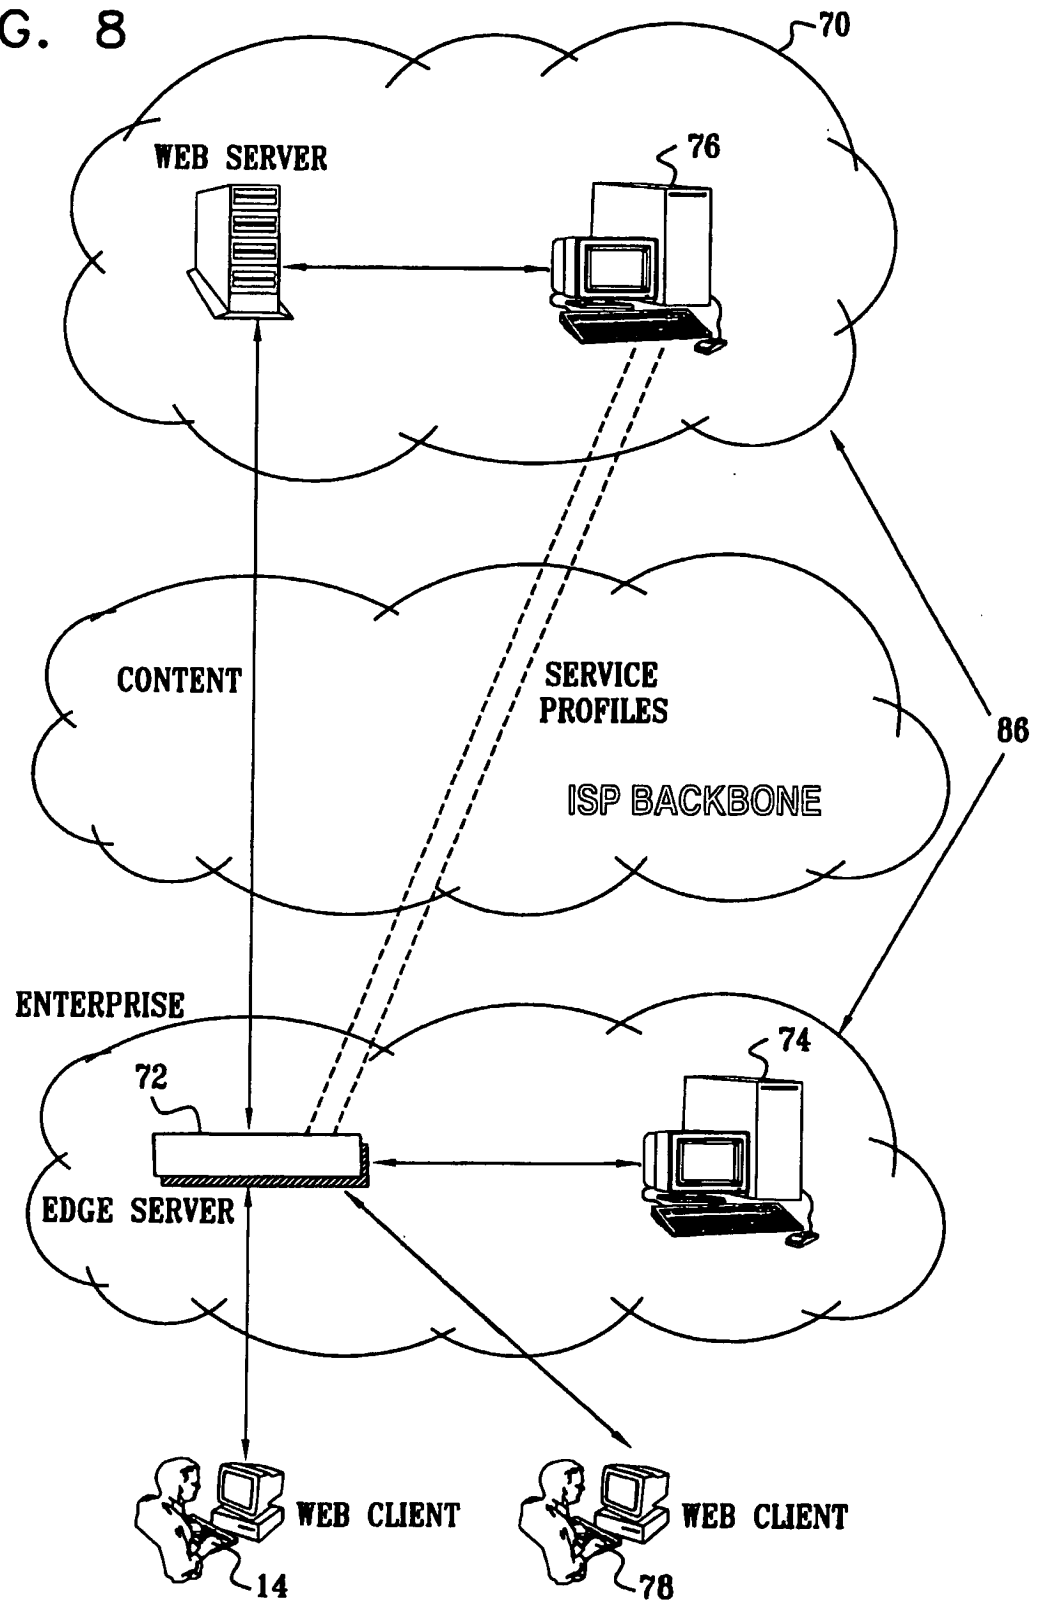 G. 8
70
WEB SERVER
76
CONTENT
SERVICE
PROFILES
86
ISP BACKBONE
ENTERPRISE
74
72
EDGE SERVER
WEB CLIENT
WEB CLIENT
14
78